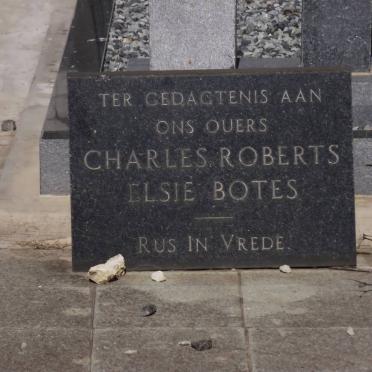 TER GEDAGTENIS AAN
ONS OUERS
CHARLES ROBERTS
ELSIE BOTES
RUS IN VREDE